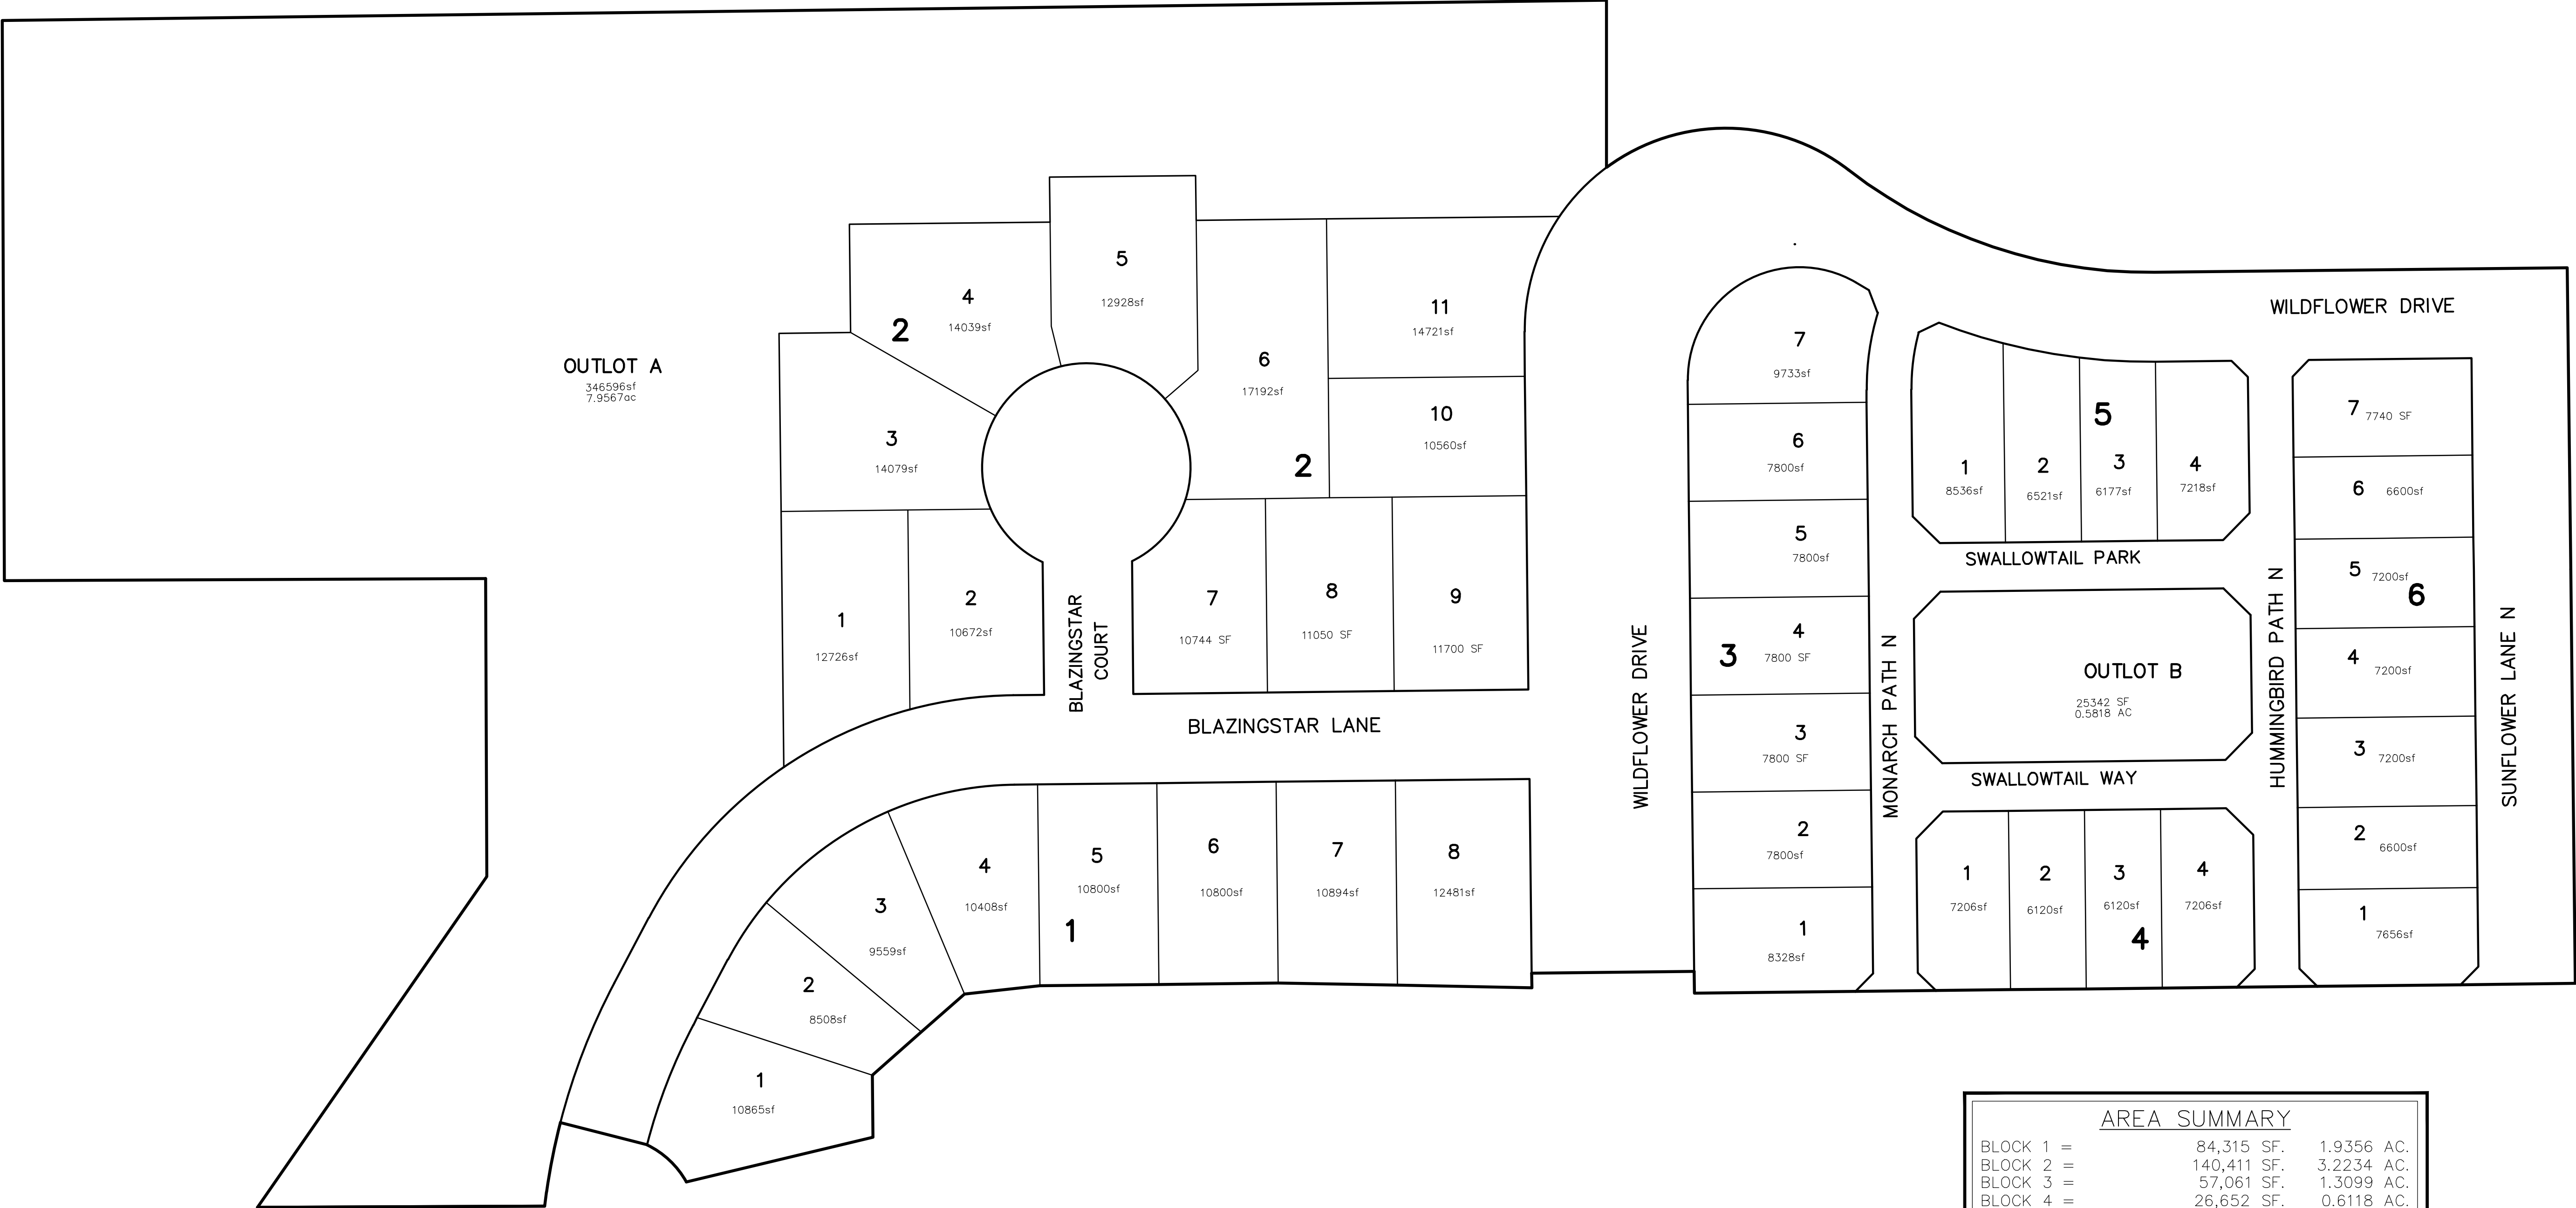 OUTLOT A
346596sf
7.9567ac
2
4
14039sf
5
12928sf
6
17192sf
11
14721sf
10
10560sf
2
3
14079sf
1
12726sf
2
10672sf
BLAZINGSTAR
COURT
7
10744 SF
8
11050 SF
9
11700 SF
BLAZINGSTAR LANE
1
10865sf
2
8508sf
3
9559sf
4
10408sf
5
10800sf
1
6
10800sf
7
10894sf
8
12481sf
WILDFLOWER DRIVE
7
9733sf
6
7800sf
5
7800sf
3
4
7800 SF
3
7800 SF
2
7800sf
1
8328sf
MONARCH PATH N
WILDFLOWER DRIVE
5
1
8536sf
2
6521sf
3
6177sf
4
7218sf
SWALLOWTAIL PARK
OUTLOT B
25342 SF
0.5818 AC
SWALLOWTAIL WAY
1
7206sf
2
6120sf
3
6120sf
4
7206sf
4
HUMMINGBIRD PATH N
7 7740 SF
6 6600sf
5 7200sf
6
4 7200sf
3 7200sf
2 6600sf
1 7656sf
SUNFLOWER LANE N
AREA SUMMARY
BLOCK 1 = 84,315 SF. 1.9356 AC.
BLOCK 2 = 140,411 SF. 3.2234 AC.
BLOCK 3 = 57,061 SF. 1.3099 AC.
BLOCK 4 = 26,652 SF. 0.6118 AC.